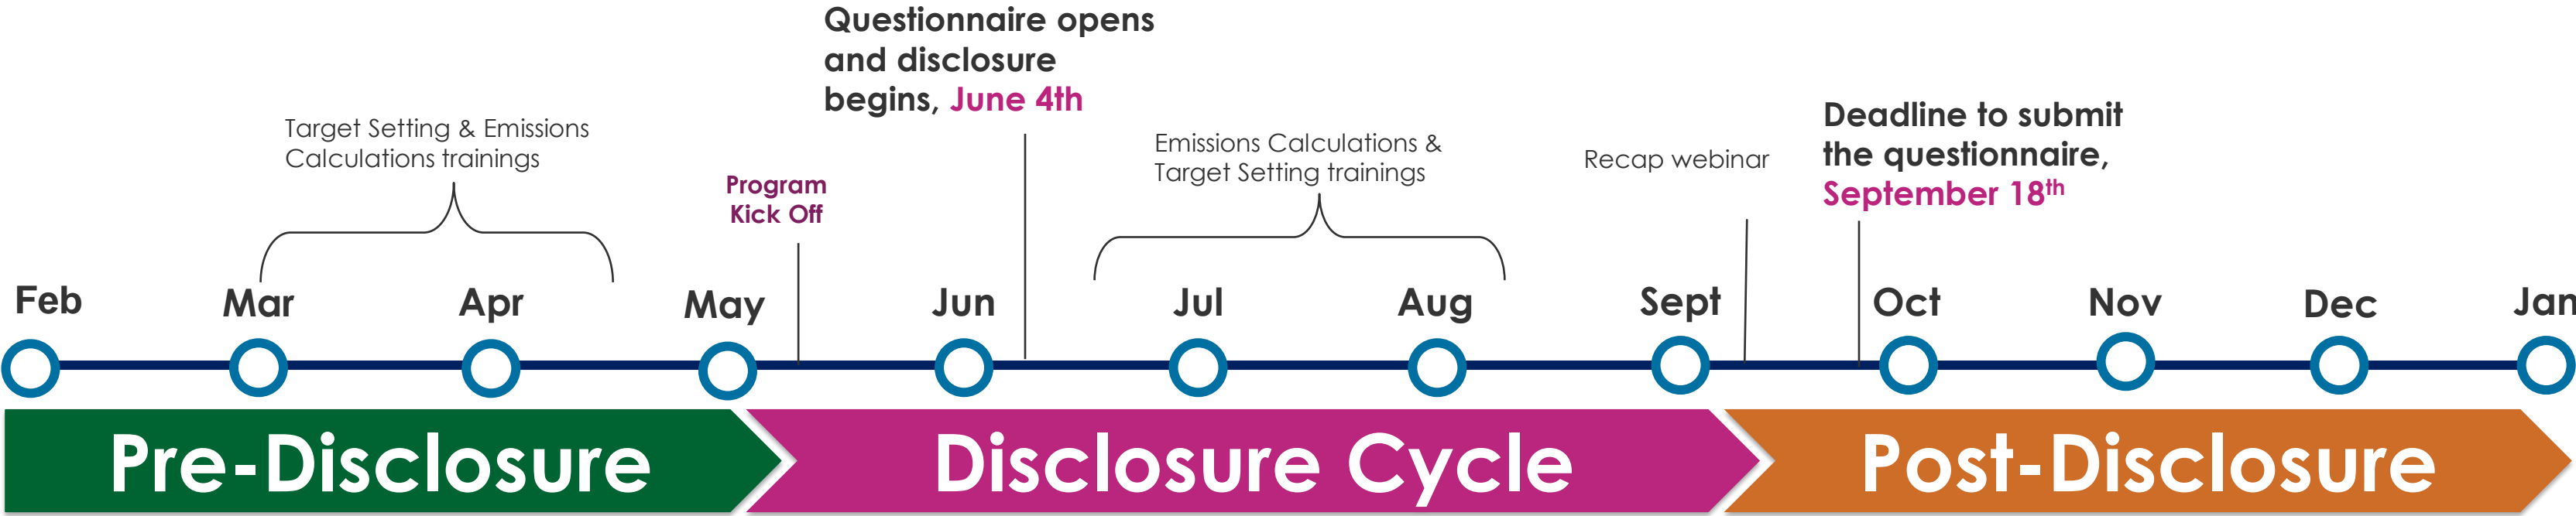 Questionnaire opens
and disclosure
begins, June 4th
Target Setting & Emissions
Calculations trainings
Program
Kick Off
Emissions Calculations &
Target Setting trainings
Recap webinar
Deadline to submit
the questionnaire,
September 18th
Feb
Mar
Apr
May
Jun
Jul
Aug
Sept
Oct
Nov
Dec
Jan
Pre-Disclosure
Disclosure Cycle
Post-Disclosure